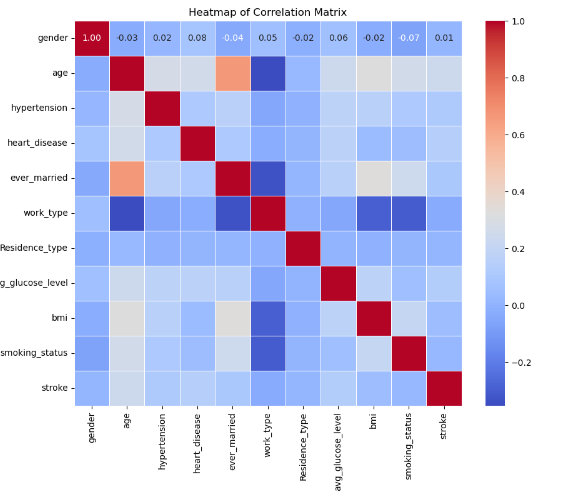 Heatmap of Correlation Matrix
gender 1.00 -0.03 0.02 0.08 -0.04 0.05 -0.02 0.06 -0.02 -0.07 0.01
age
hypertension
heart_disease
ever_married
work_type
Residence_type
g_glucose_level
bmi
smoking_status
stroke
gender
age
hypertension
heart_disease
ever_married
work_type
Residence_type
avg_glucose_level
bmi
smoking_status
stroke
1.0
0.8
0.6
0.4
0.2
0.0
−0.2